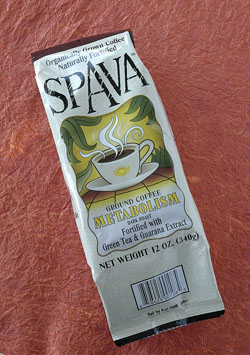 Organically Grown Coffee
Naturally Fortified
SPAVA
GROUND COFFEE
METABOLISM
DARK ROAST
Fortified with
Green Tea & Guarana Extract
NET WEIGHT 12 OZ. (340g)